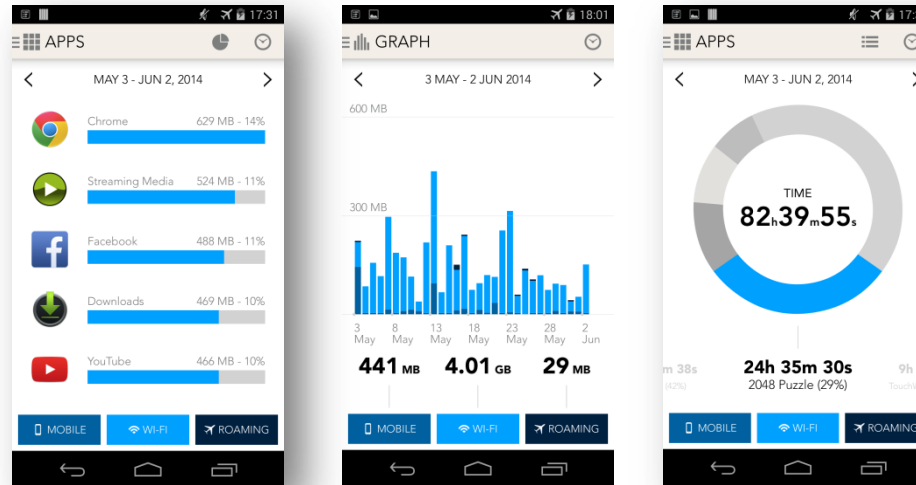 17:31
APPS
MAY 3 - JUN 2, 2014
Chrome 629 MB - 14%
Streaming Media 524 MB - 11%
Facebook 488 MB - 11%
Downloads 469 MB - 10%
YouTube 466 MB - 10%
MOBILE WI-FI ROAMING
18:01
GRAPH
3 MAY - 2 JUN 2014
600 MB
300 MB
3 8 13 18 23 28 2
May May May May May May Jun
441 MB 4.01 GB 29 MB
MOBILE WI-FI ROAMING
17:
APPS
MAY 3 - JUN 2, 2014
TIME
82h39m55s
m 38s 24h 35m 30s 9h
(42%) 2048 Puzzle (29%)
MOBILE WI-FI ROAMING